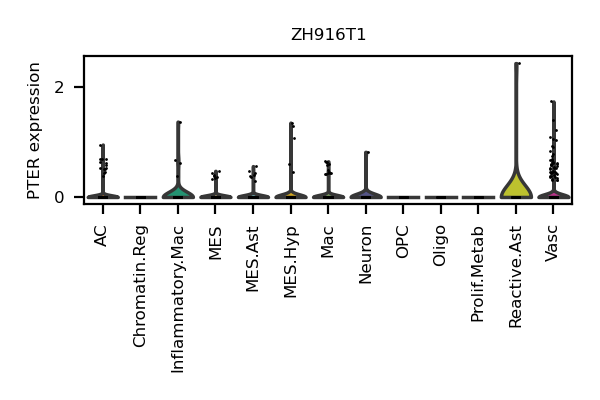 ZH916T1
PTER expression
2
0
AC
Chromatin.Reg
Inflammatory.Mac
MES
MES.Ast
MES.Hyp
Mac
Neuron
OPC
Oligo
Prolif.Metab
Reactive.Ast
Vasc